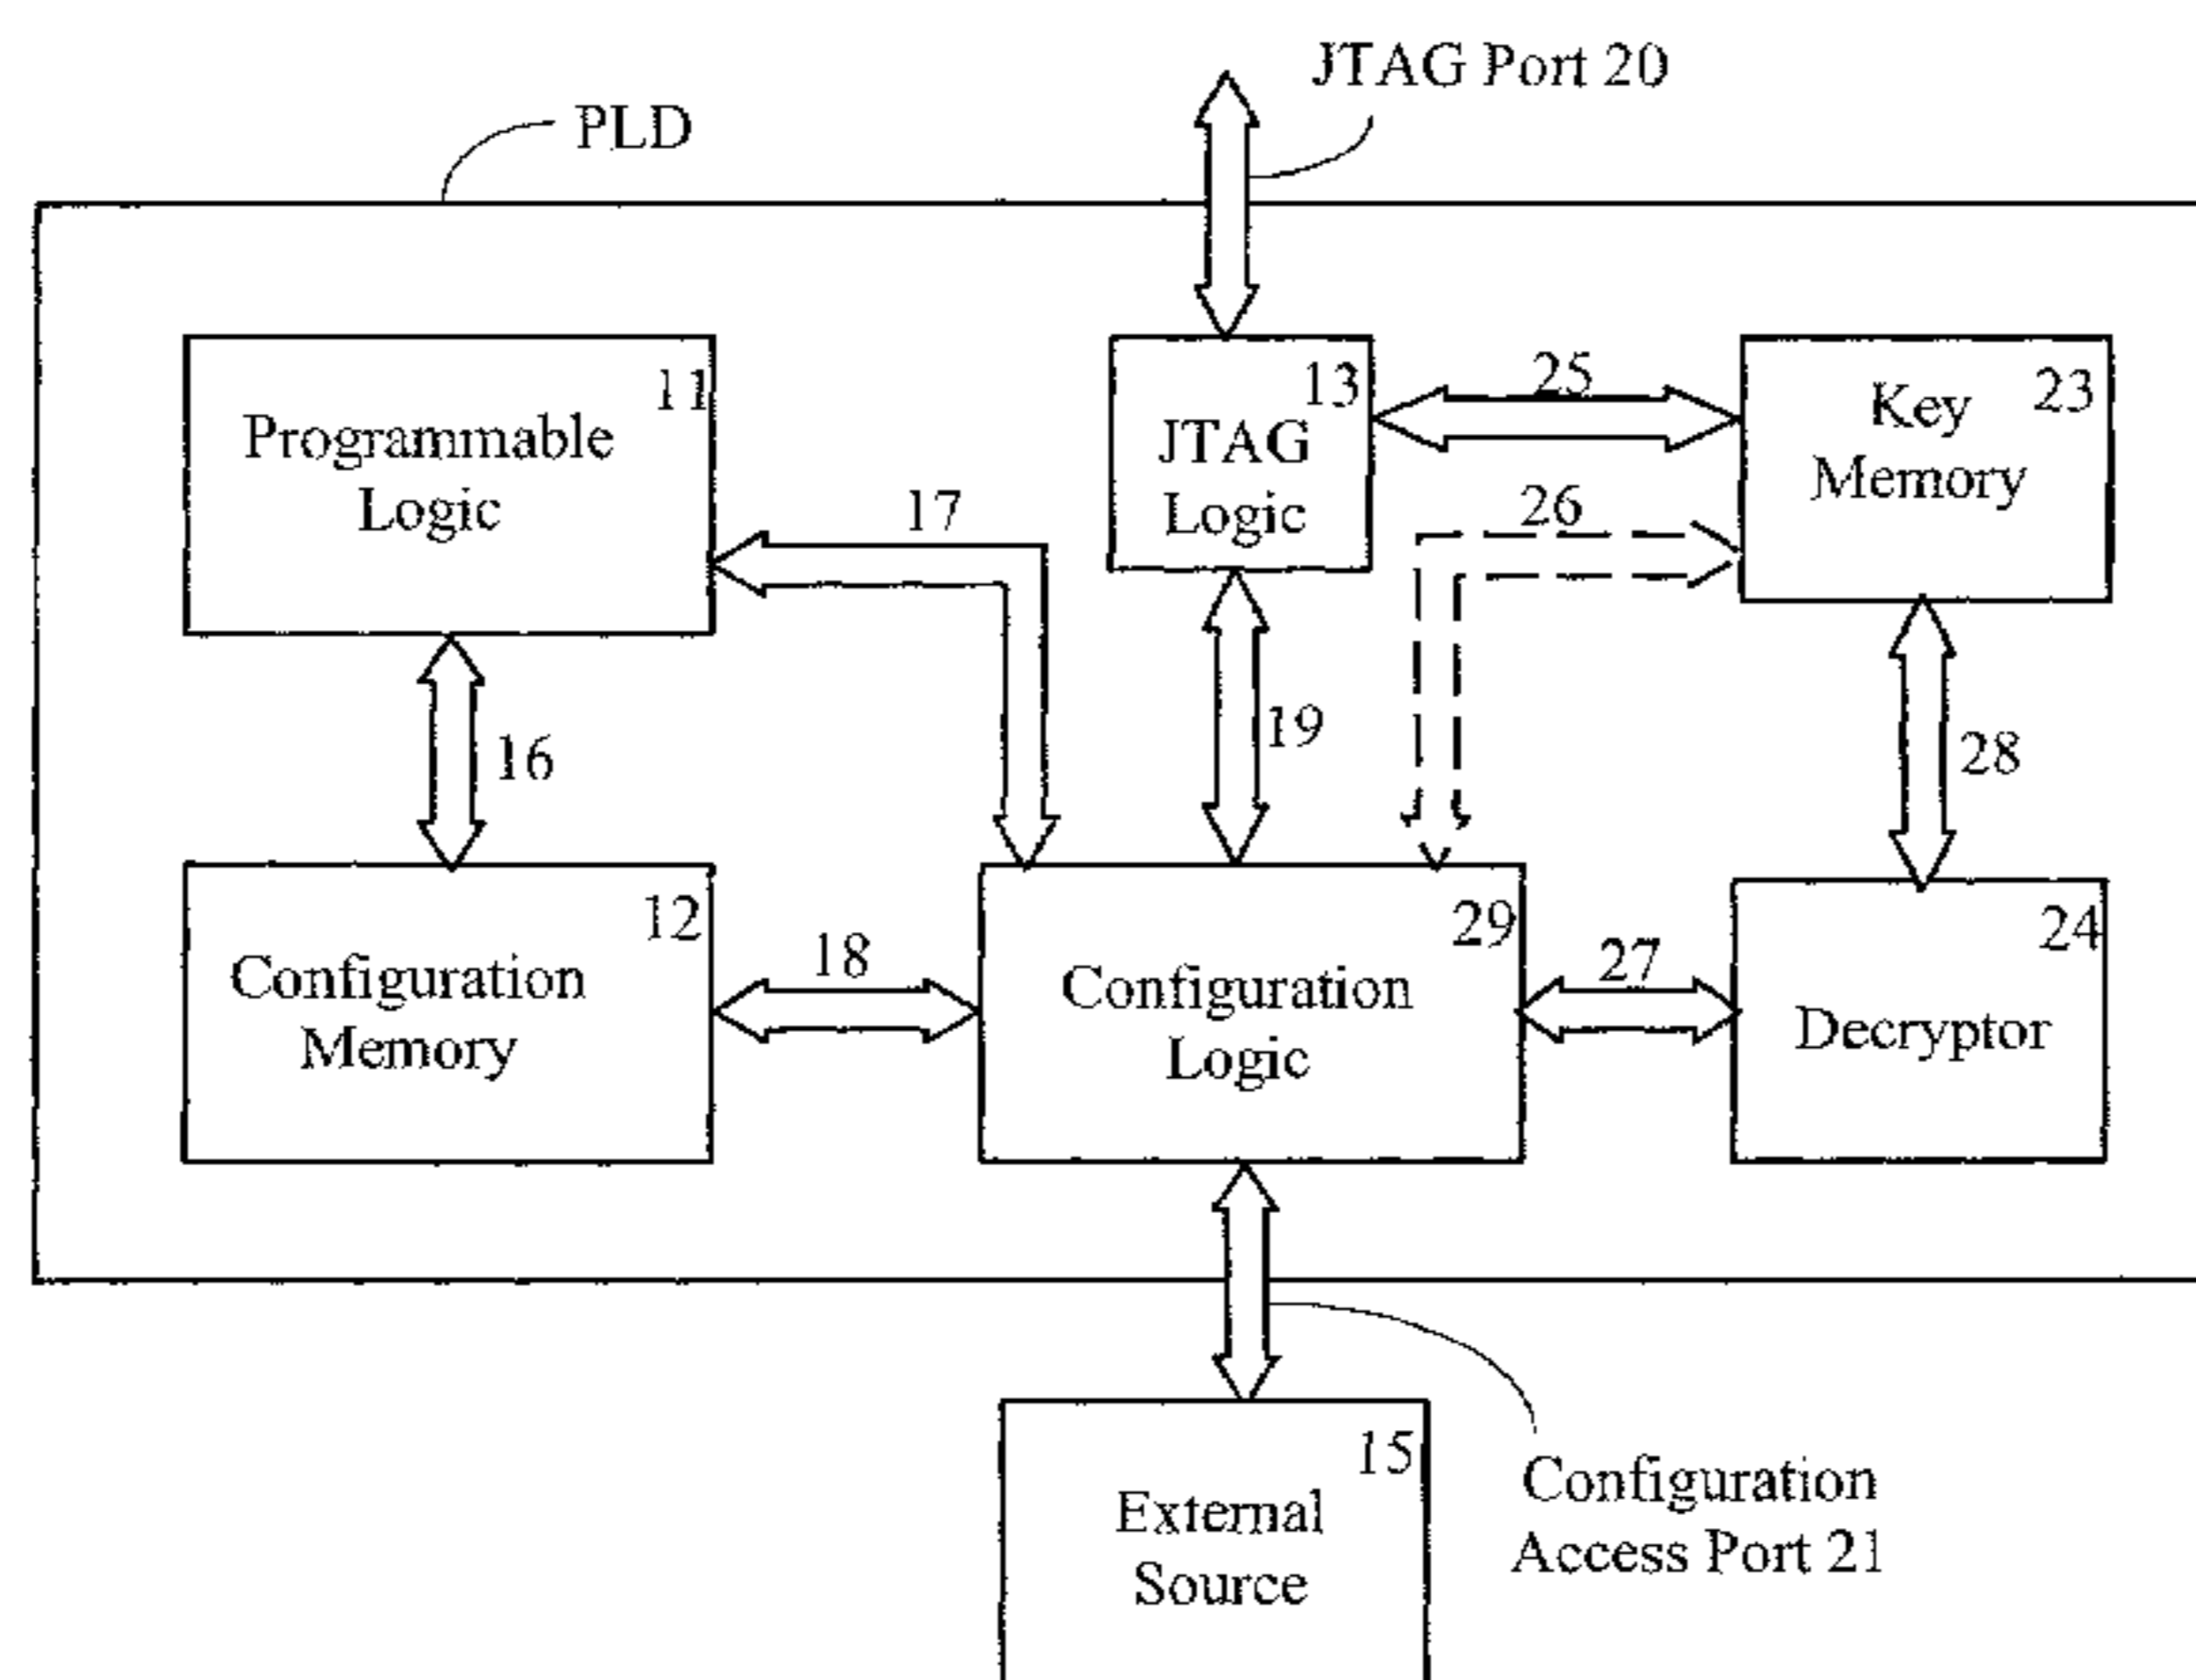 JTAG Port 20
PLD
11
Programmable
Logic
13
JTAG
Logic
25
23
Key
Memory
17
26
16
19
28
12
Configuration
Memory
18
29
Configuration
Logic
27
24
Decryptor
15
External
Source
Configuration
Access Port 21